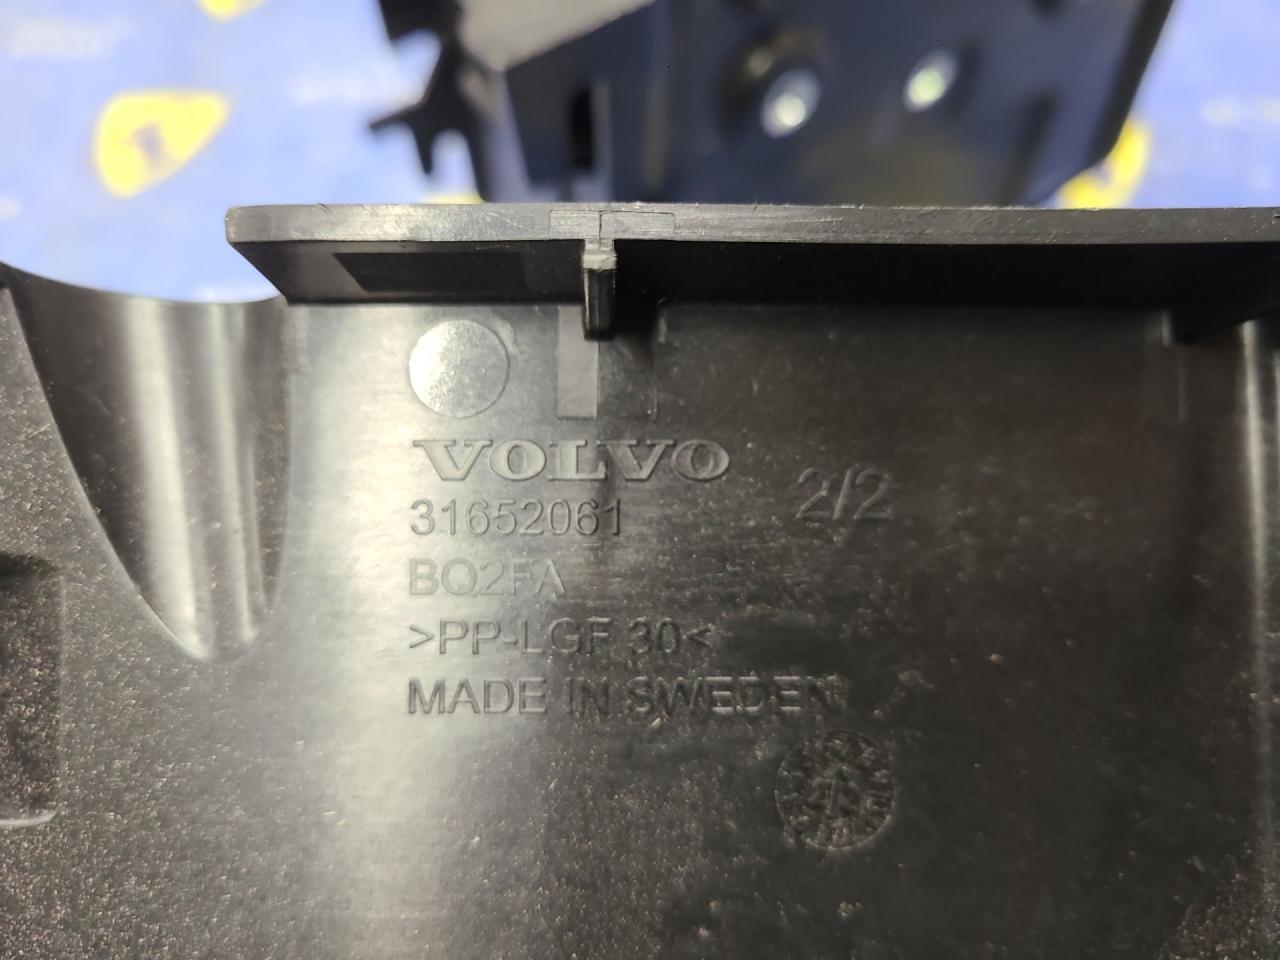 VOLVO
31652061 2/2
BQ2FA
>PP-LGF 30<
MADE IN SWEDEN